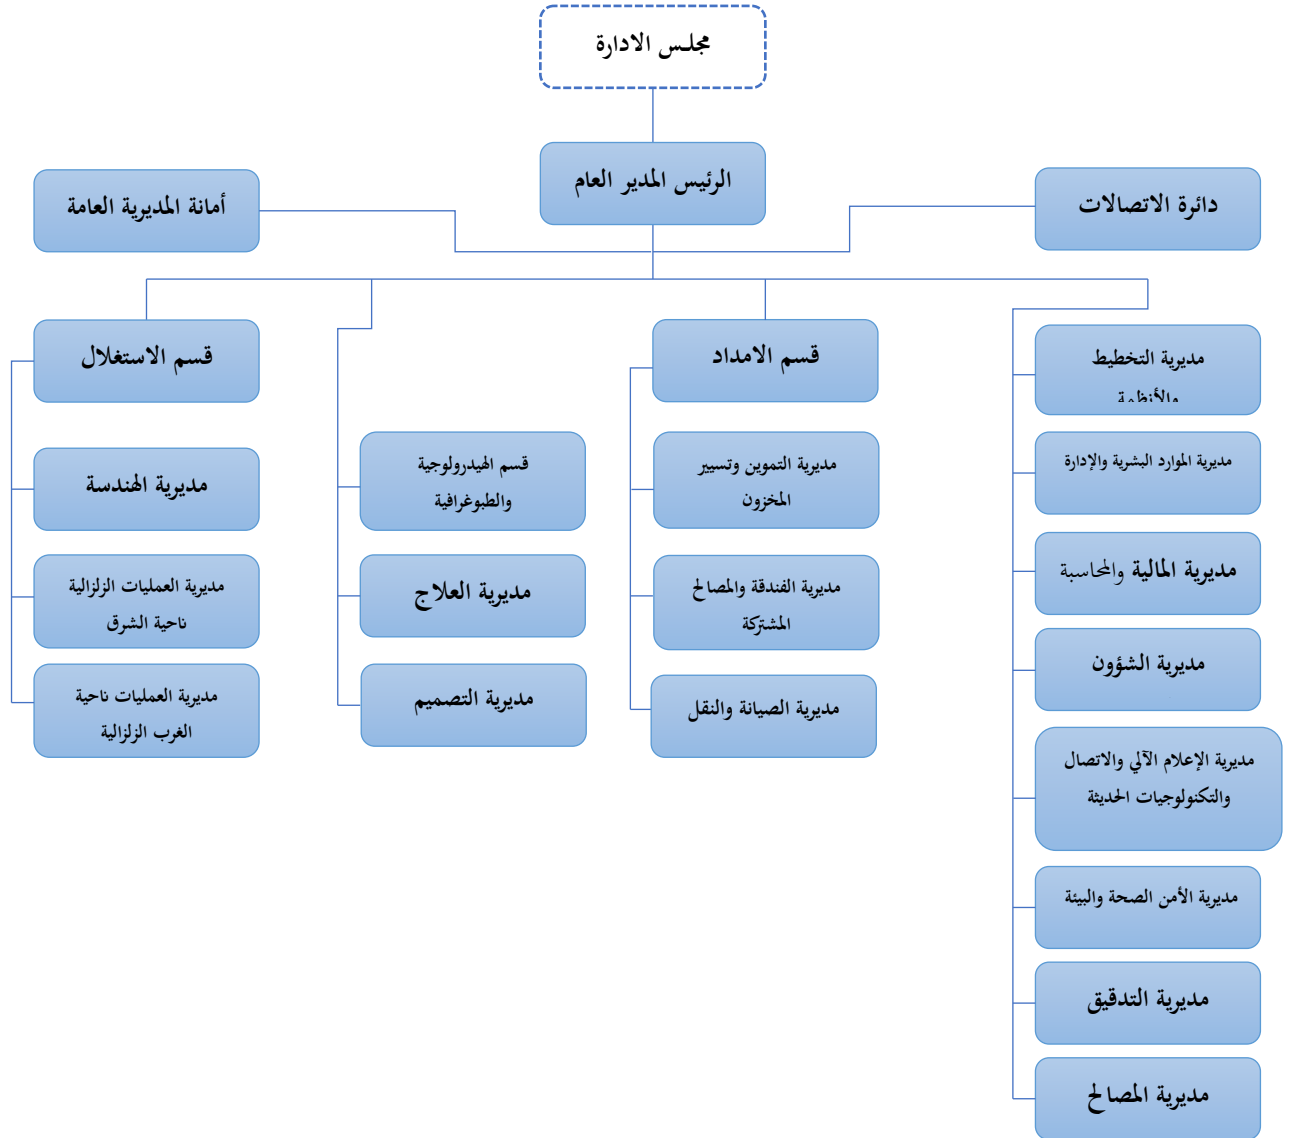 مجلس الادارة
الرئيس المدير العام
دائرة الاتصالات
أمانة المديرية العامة
مديرية التخطيط
والأنظمة
مديرية الموارد البشرية والإدارة
مديرية المالية والمحاسبة
مديرية الشؤون
مديرية الإعلام الآلي والاتصال
والتكنولوجيات الحديثة
مديرية الأمن الصحة والبيئة
مديرية التدقيق
مديرية المصالح
قسم الامداد
مديرية التموين وتسيير
المخزون
مديرية الفندقة والمصالح
المشتركة
مديرية الصيانة والنقل
قسم الهيدرولوجية
والطبوغرافية
مديرية العلاج
مديرية التصميم
قسم الاستغلال
مديرية الهندسة
مديرية العمليات الزلزالية
ناحية الشرق
مديرية العمليات ناحية
الغرب الزلزالية